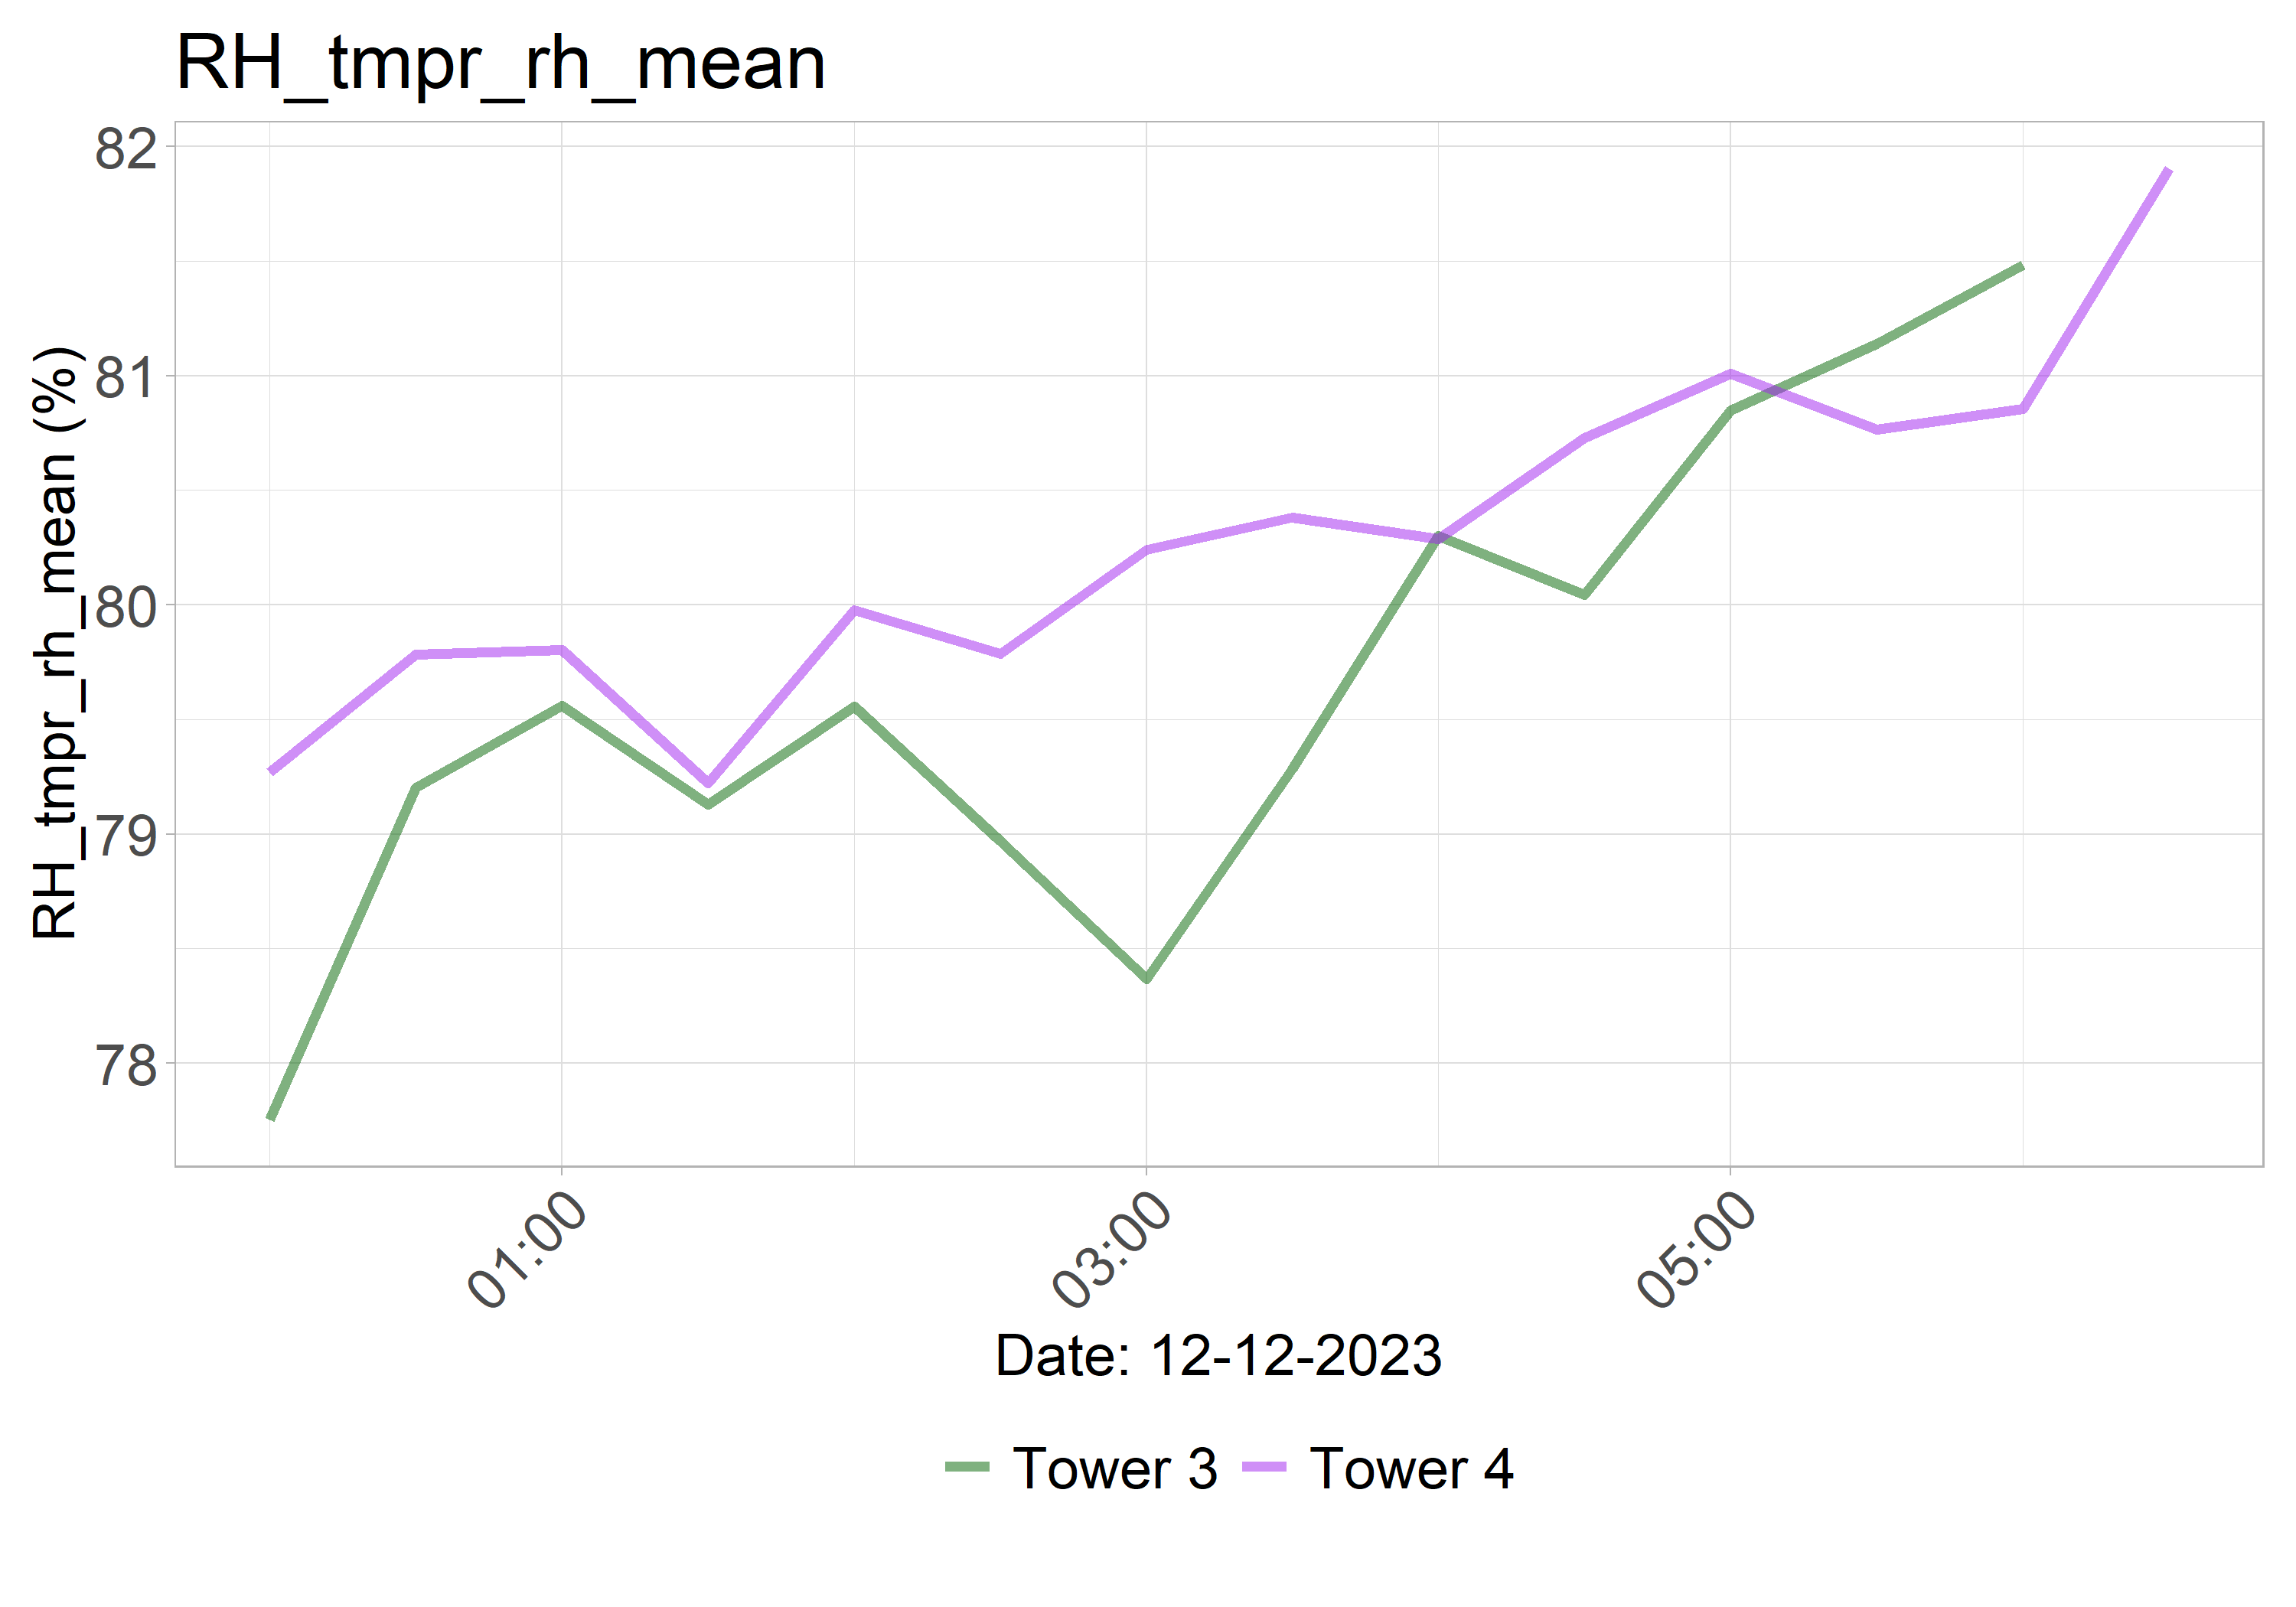 RH_tmpr_rh_mean
RH_tmpr_rh_mean (%)
82
81
80
79
78
01:00
03:00
05:00
Date: 12-12-2023
Tower 3
Tower 4